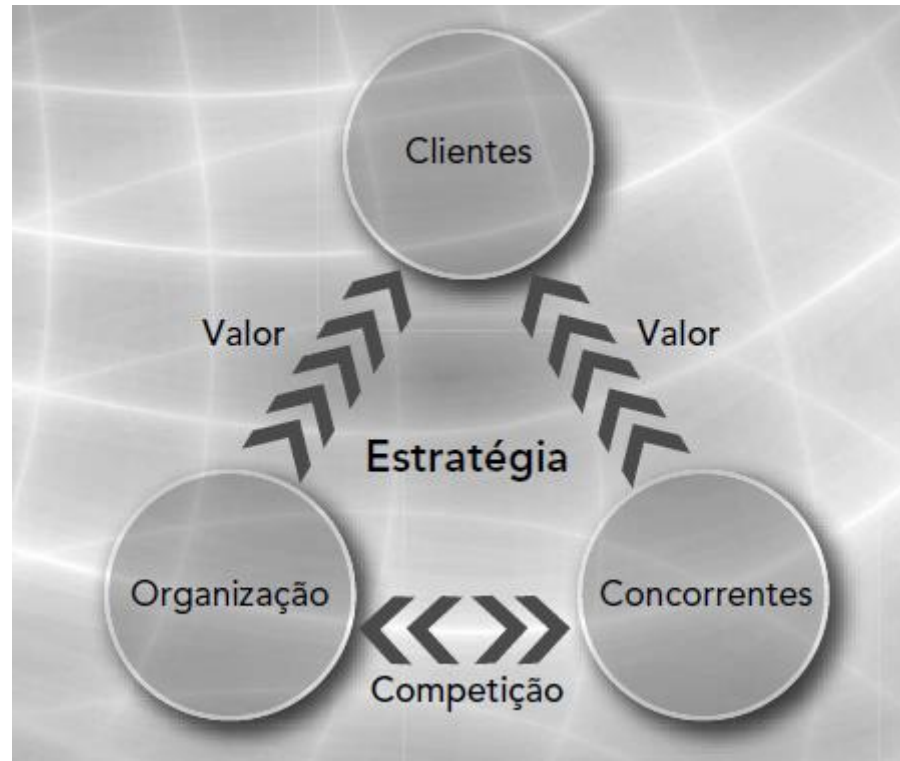 Clientes
Valor
Valor
Estratégia
Organização
Concorrentes
Competição